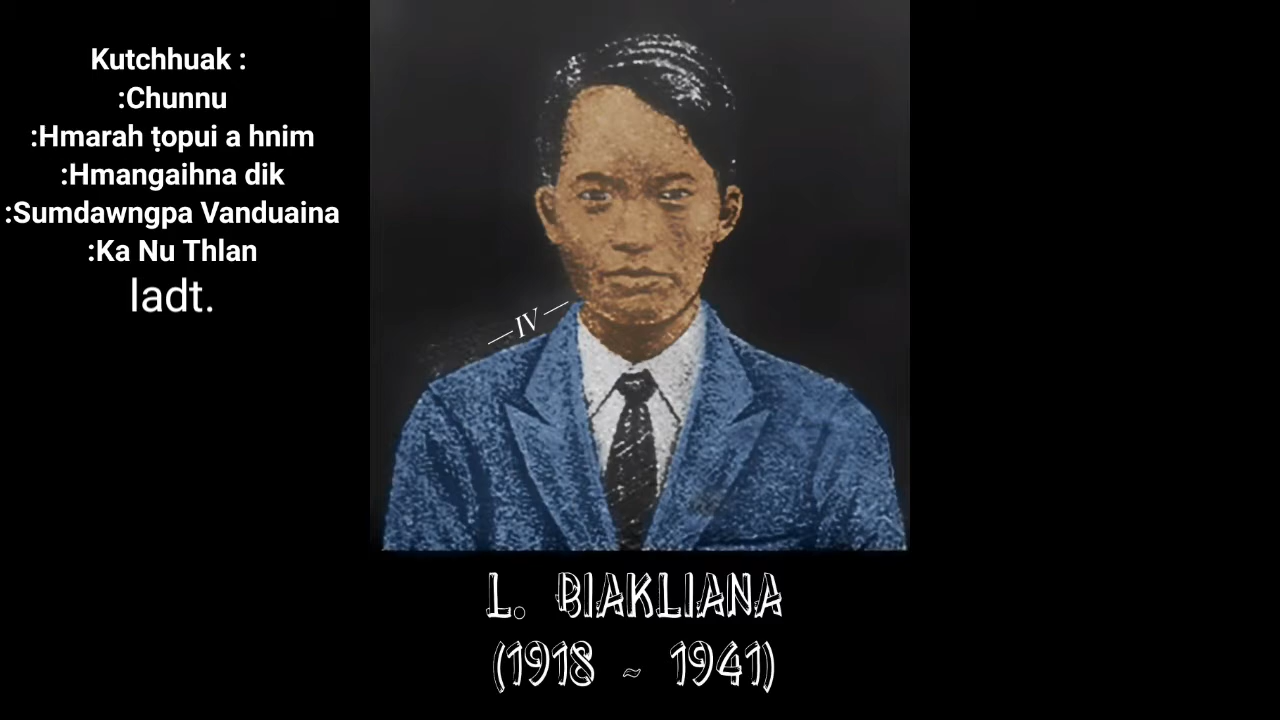 Kutchhuak :
:Chunnu
:Hmarah ṭopui a hnim
:Hmangaihna dik
:Sumdawngpa Vanduaina
:Ka Nu Thlan
ladt.
—IV—
L. BIAKLIANA
(1918 ~ 1941)